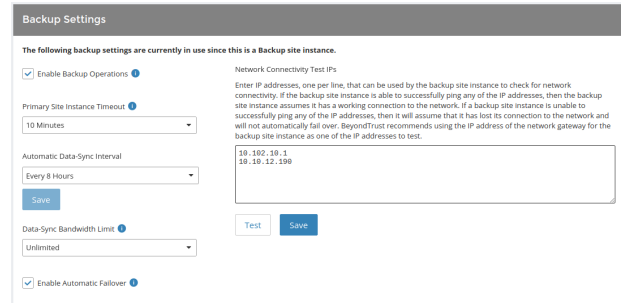 Backup Settings
The following backup settings are currently in use since this is a Backup site instance.
Enable Backup Operations
Primary Site Instance Timeout
10 Minutes
Automatic Data-Sync Interval
Every 8 Hours
Save
Data-Sync Bandwidth Limit
Unlimited
Enable Automatic Failover
Network Connectivity Test IPs
Enter IP addresses, one per line, that can be used by the backup site instance to check for network
connectivity. If the backup site instance is able to successfully ping any of the IP addresses, then the backup
site instance assumes it has a working connection to the network. If a backup site instance is unable to
successfully ping any of the IP addresses, then it will assume that it has lost its connection to the network and
will not automatically fail over. BeyondTrust recommends using the IP address of the network gateway for the
backup site instance as one of the IP addresses to test.
10.102.10.1
10.10.12.190
Test
Save